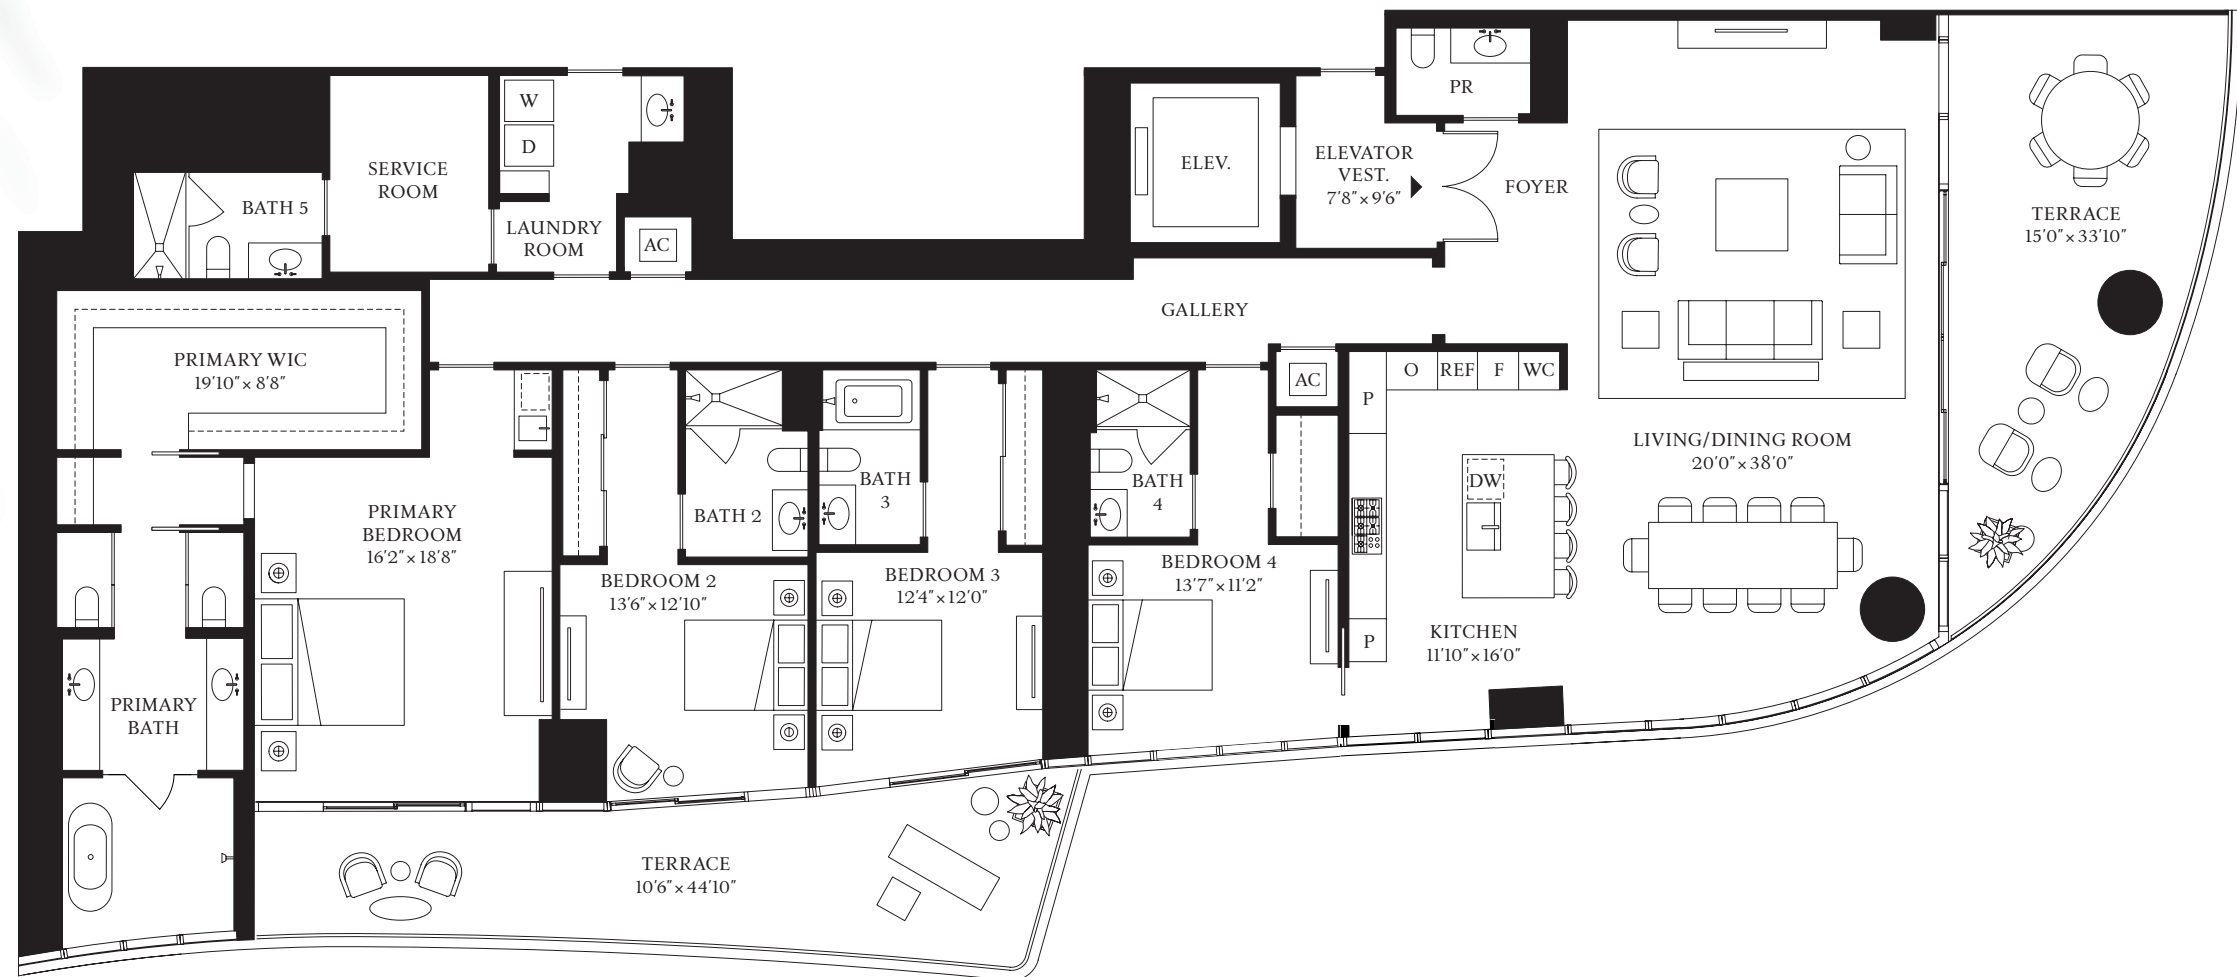 W
D
PR
SERVICE
ROOM
BATH 5
LAUNDRY
ROOM
AC
ELEV.
ELEVATOR
VEST.
7'8" × 9'6"
FOYER
TERRACE
15'0" × 33'10"
GALLERY
PRIMARY WIC
19'10" × 8'8"
AC
P
O
REF
F
WC
LIVING/DINING ROOM
20'0" × 38'0"
DW
PRIMARY
BEDROOM
16'2" × 18'8"
BATH 2
BATH
3
BATH
4
BEDROOM 2
13'6" × 12'10"
BEDROOM 3
12'4" × 12'0"
BEDROOM 4
13'7" × 11'2"
KITCHEN
11'10" × 16'0"
P
PRIMARY
BATH
TERRACE
10'6" × 44'10"